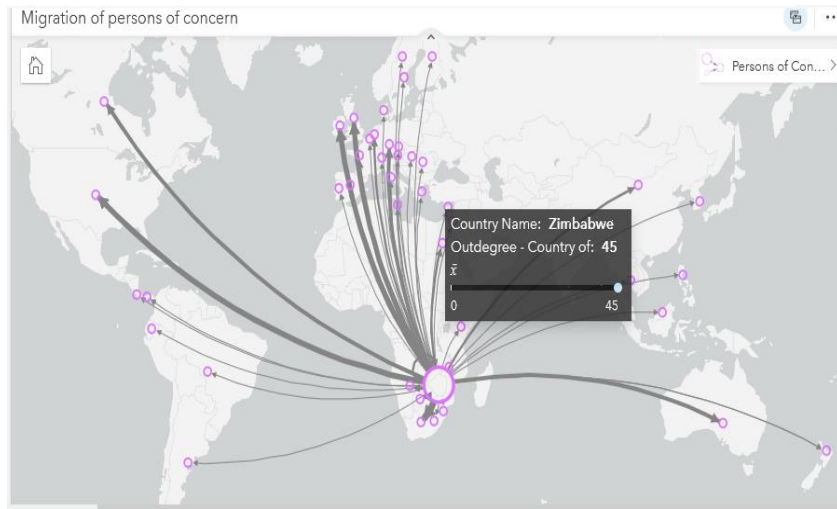 Migration of persons of concern
Persons of Con...
Country Name: Zimbabwe
Outdegree - Country of: 45
x̄
0 45